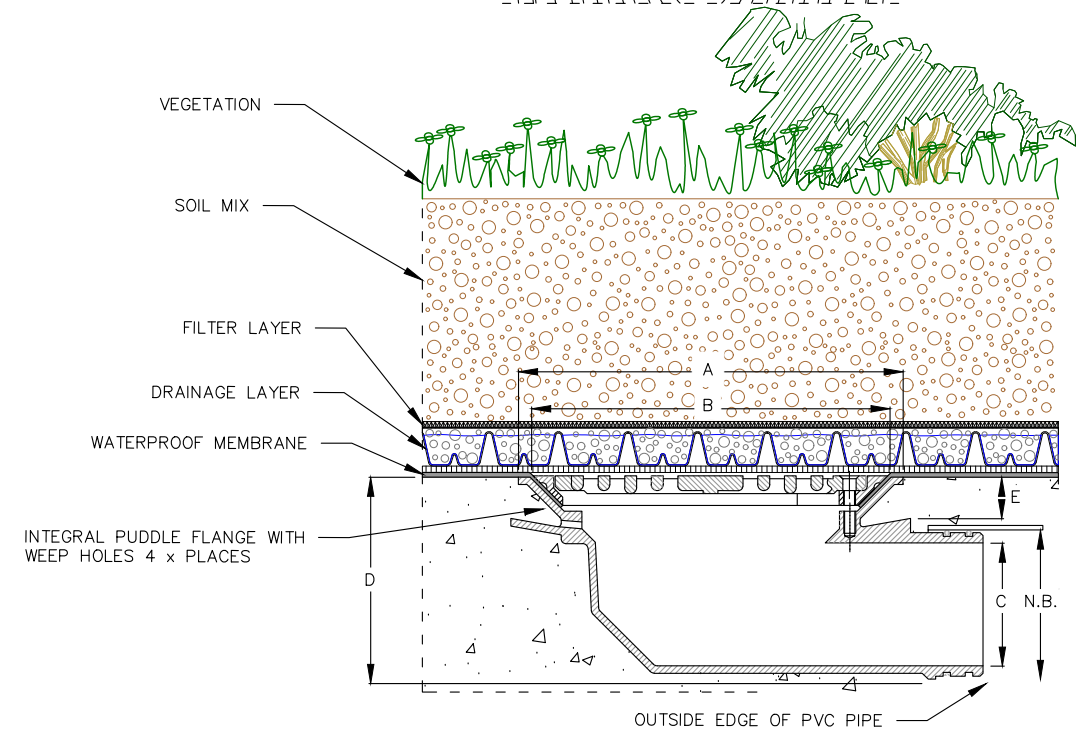 VEGETATION
SOIL MIX
FILTER LAYER
A
DRAINAGE LAYER
B
WATERPROOF MEMBRANE
E
INTEGRAL PUDDLE FLANGE WITH
WEEP HOLES 4 x PLACES
D
C
N.B.
OUTSIDE EDGE OF PVC PIPE